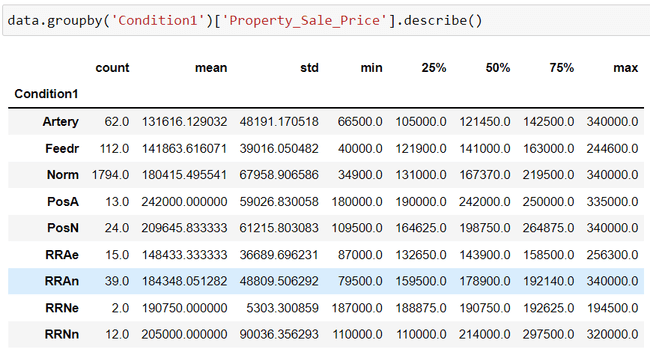 data.groupby('Condition1')['Property_Sale_Price'].describe()
count mean std min 25% 50% 75% max
Condition1
Artery 62.0 131616.129032 48191.170518 66500.0 105000.0 121450.0 142500.0 340000.0
Feedr 112.0 141863.616071 39016.050482 40000.0 121900.0 141000.0 163000.0 244600.0
Norm 1794.0 180415.495541 67958.906586 34900.0 131000.0 167370.0 219500.0 340000.0
PosA 13.0 242000.000000 59026.830058 180000.0 190000.0 242000.0 250000.0 335000.0
PosN 24.0 209645.833333 61215.803083 109500.0 164625.0 198750.0 264875.0 340000.0
RRAe 15.0 148433.333333 36689.696231 87000.0 132650.0 143900.0 158500.0 256300.0
RRAn 39.0 184348.051282 48809.506292 79500.0 159500.0 178900.0 192140.0 340000.0
RRNe 2.0 190750.000000 5303.300859 187000.0 188875.0 190750.0 192625.0 194500.0
RRNn 12.0 205000.000000 90036.356293 110000.0 110000.0 214000.0 297500.0 320000.0